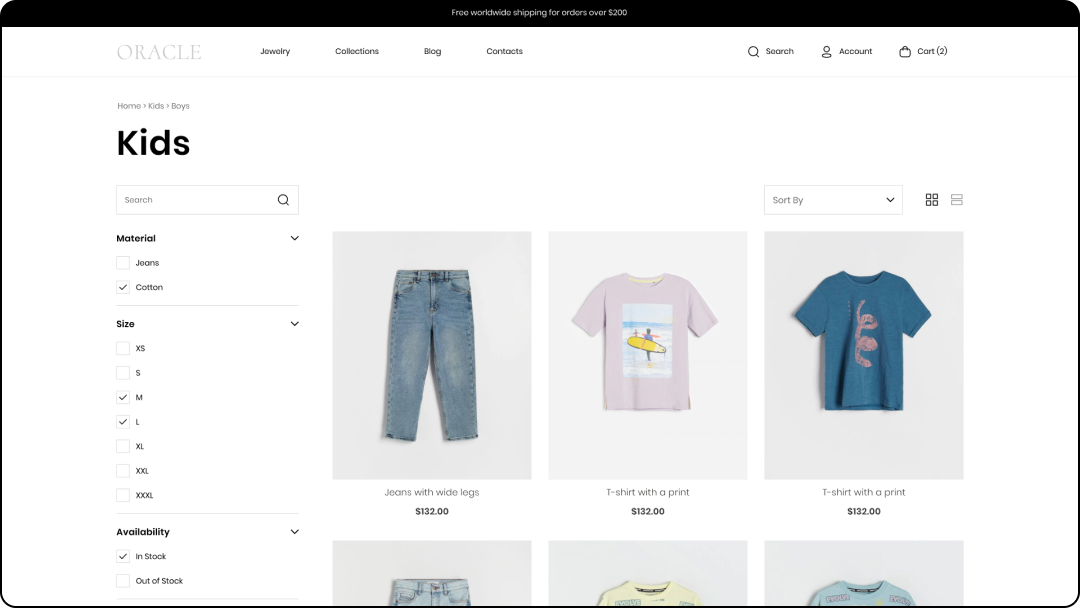 Free worldwide shipping for orders over $200
ORACLE
Jewelry
Collections
Blog
Contacts
Search
Account
Cart (2)
Home > Kids > Boys
Kids
Search
Sort By
Material
Jeans
Cotton
Size
XS
S
M
L
XL
XXL
XXXL
Availability
In Stock
Out of Stock
Jeans with wide legs
$132.00
T-shirt with a print
$132.00
T-shirt with a print
$132.00
EVOLVE
EVOLVE